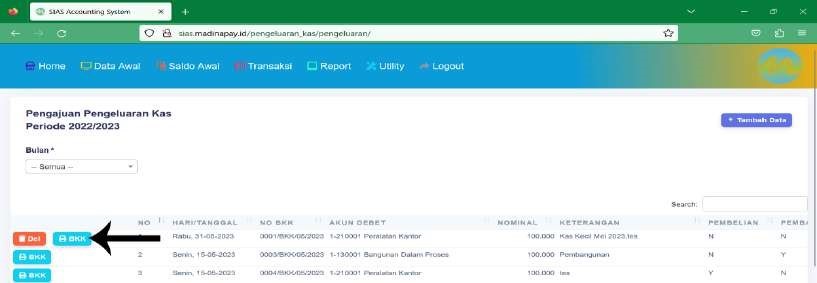 SIAS Accounting System
sias.madinapay.id/pengeluaran_kas/pengeluaran/
Home Data Awal Saldo Awal Transaksi Report Utility Logout
Pengajuan Pengeluaran Kas
Periode 2022/2023
+ Tambah Data
Bulan *
-- Semua --
Search:
NO HARI/TANGGAL NO BKK AKUN DEBET NOMINAL KETERANGAN PEMBELIAN PEMBA
Del BKK Rabu, 31-05-2023 0001/BKK/05/2023 1-210001 Peralatan Kantor 100,000 Kas Kecil Mei 2023,tes N N
BKK 2 Senin, 15-05-2023 0003/BKK/05/2023 1-130001 Bangunan Dalam Proses 100,000 Pembangunan N Y
BKK 3 Senin, 15-05-2023 0004/BKK/05/2023 1-210001 Peralatan Kantor 100,000 tes Y N